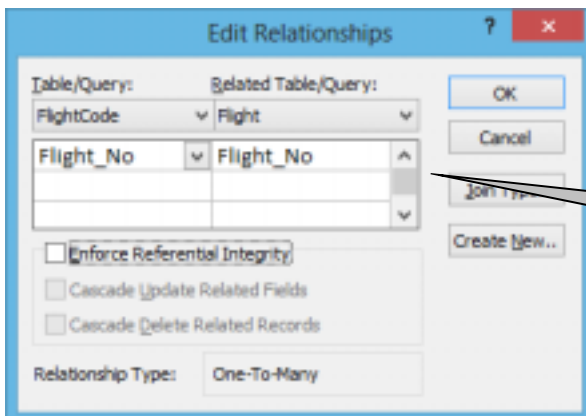 Edit Relationships ?
Table/Query: Related Table/Query:
FlightCode Flight
OK
Flight_No Flight_No
Cancel
Join
Enforce Referential Integrity
Create New..
Cascade Update Related Fields
Cascade Delete Related Records
Relationship Type: One-To-Many